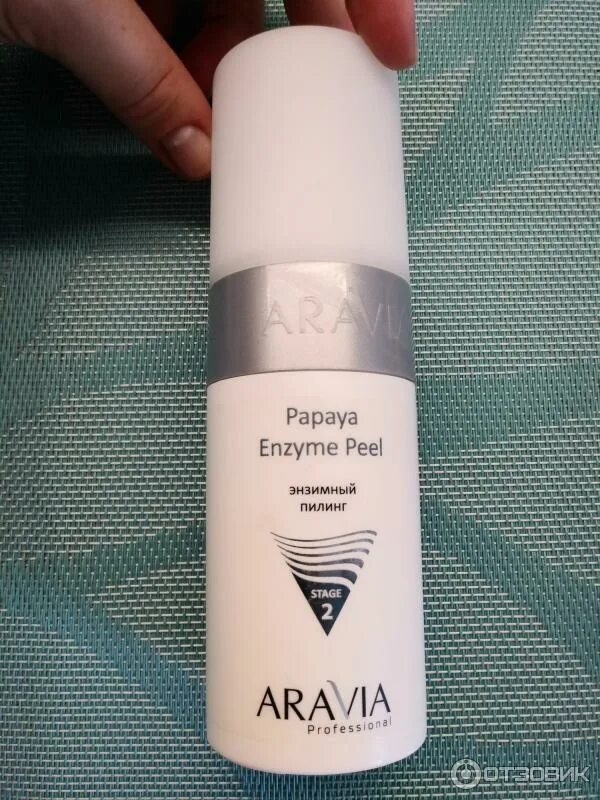 ARAVIA
Papaya
Enzyme Peel
энзимный
пилинг
STAGE
2
ARAVIA
Professional
ОТЗОВИК